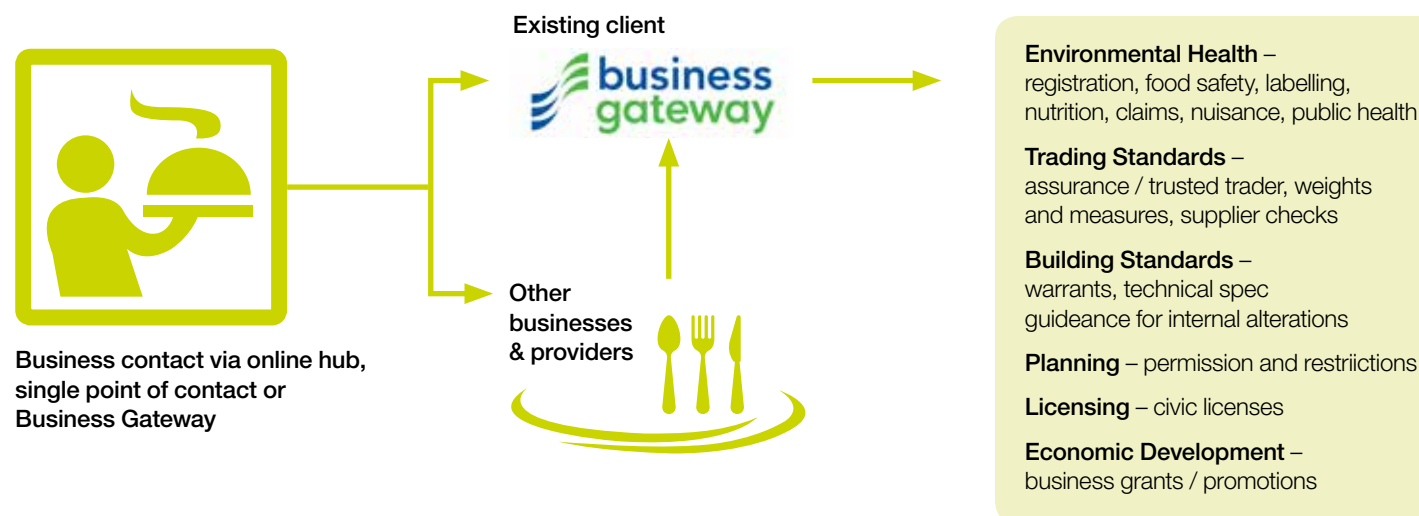 Existing client
business
gateway
Other
businesses
& providers
Business contact via online hub,
single point of contact or
Business Gateway
Environmental Health –
registration, food safety, labelling,
nutrition, claims, nuisance, public health
Trading Standards –
assurance / trusted trader, weights
and measures, supplier checks
Building Standards –
warrants, technical spec
guideance for internal alterations
Planning – permission and restriictions
Licensing – civic licenses
Economic Development –
business grants / promotions